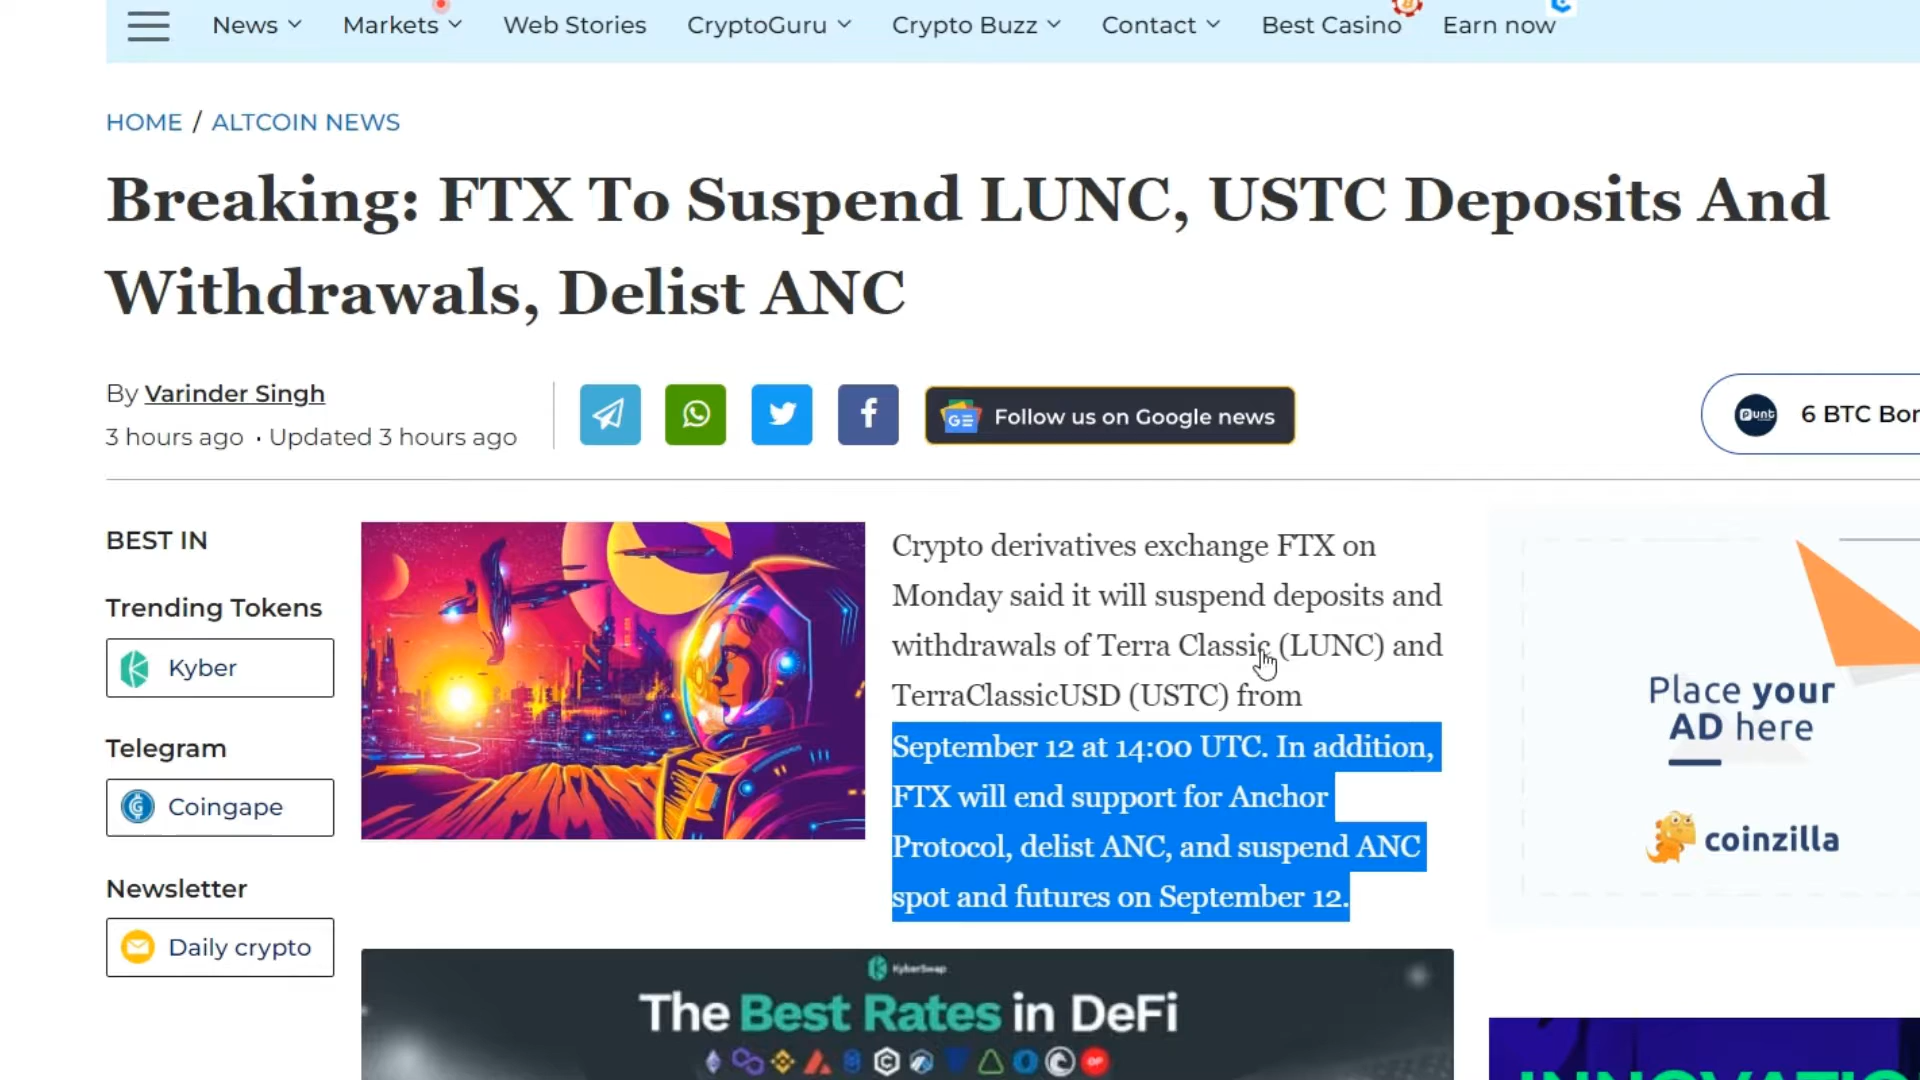 News
Markets
Web Stories
CryptoGuru
Crypto Buzz
Contact
Best Casino
Earn now
HOME / ALTCOIN NEWS
Breaking: FTX To Suspend LUNC, USTC Deposits And
Withdrawals, Delist ANC
By Varinder Singh
3 hours ago · Updated 3 hours ago
Follow us on Google news
6 BTC
BEST IN
Trending Tokens
Kyber
Telegram
Coingape
Newsletter
Daily crypto
Crypto derivatives exchange FTX on
Monday said it will suspend deposits and
withdrawals of Terra Classic (LUNC) and
TerraClassicUSD (USTC) from
September 12 at 14:00 UTC. In addition,
FTX will end support for Anchor
Protocol, delist ANC, and suspend ANC
spot and futures on September 12.
Place your
AD here
coinzilla
KyberSwap
The Best Rates in DeFi